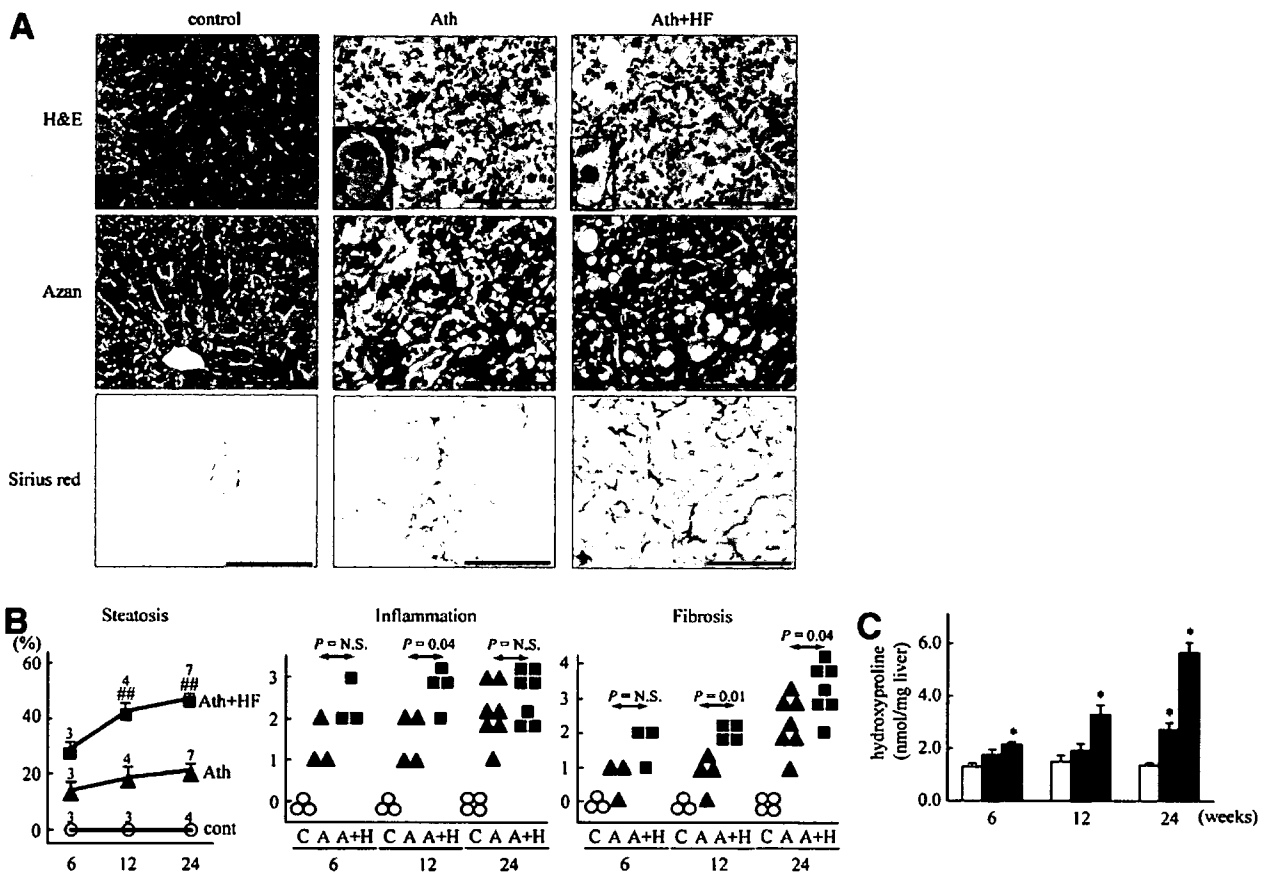 A
control Ath Ath+HF
H&E
Azan
Sirius red
B
Steatosis Inflammation Fibrosis
(%)
60
40
20
0
3 4 ## 7 ## Ath+HF
3 4 7 Ath
3 3 4 cont
6 12 24
P = N.S. P = 0.04 P = N.S.
3
2
1
0
C A A+H C A A+H C A A+H
6 12 24
P = N.S. P = 0.01 P = 0.04
4
3
2
1
0
C A A+H C A A+H C A A+H
6 12 24
C
hydroxyproline
(nmol/mg liver)
6.0
4.0
2.0
0.0
* * * *
6 12 24 (weeks)